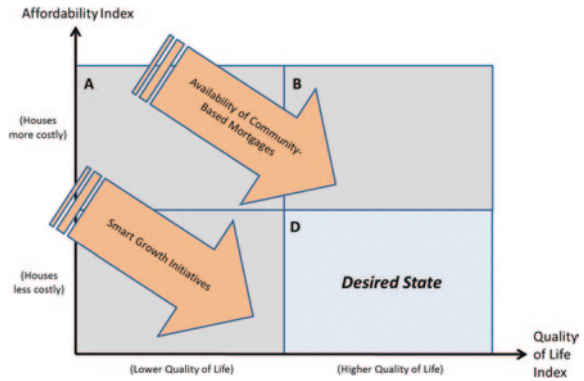 Affordability Index
A
B
Availability of Community-
Based Mortgages
(Houses
more costly)
D
Smart Growth Initiatives
Desired State
(Houses
less costly)
Quality
of Life
Index
(Lower Quality of Life)
(Higher Quality of Life)